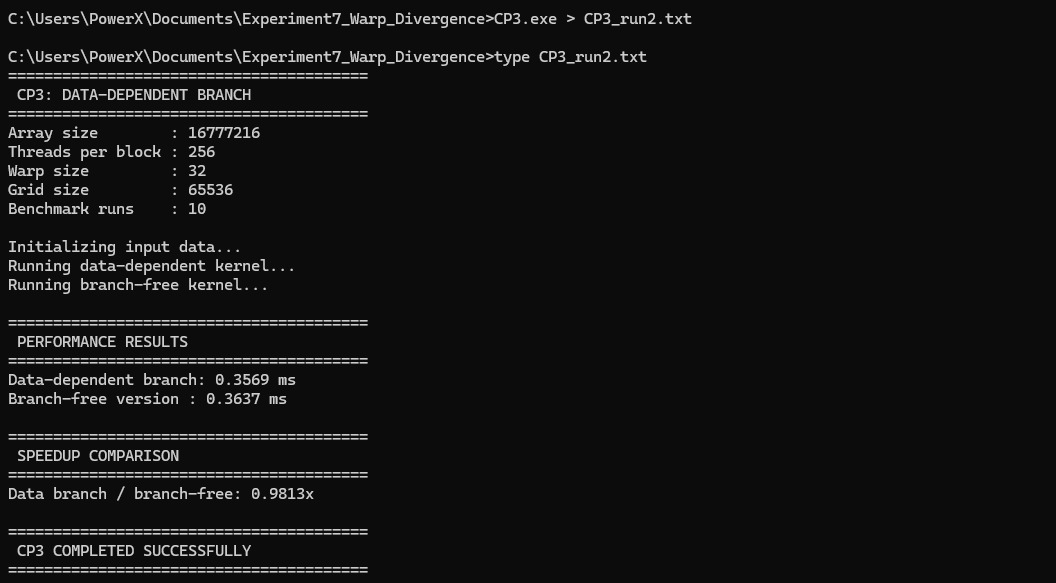 C:\Users\PowerX\Documents\Experiment7_Warp_Divergence>CP3.exe > CP3_run2.txt
C:\Users\PowerX\Documents\Experiment7_Warp_Divergence>type CP3_run2.txt
========================================
 CP3: DATA-DEPENDENT BRANCH
========================================
Array size        : 16777216
Threads per block : 256
Warp size         : 32
Grid size         : 65536
Benchmark runs    : 10
Initializing input data...
Running data-dependent kernel...
Running branch-free kernel...
========================================
 PERFORMANCE RESULTS
========================================
Data-dependent branch: 0.3569 ms
Branch-free version : 0.3637 ms
========================================
 SPEEDUP COMPARISON
========================================
Data branch / branch-free: 0.9813x
========================================
 CP3 COMPLETED SUCCESSFULLY
========================================